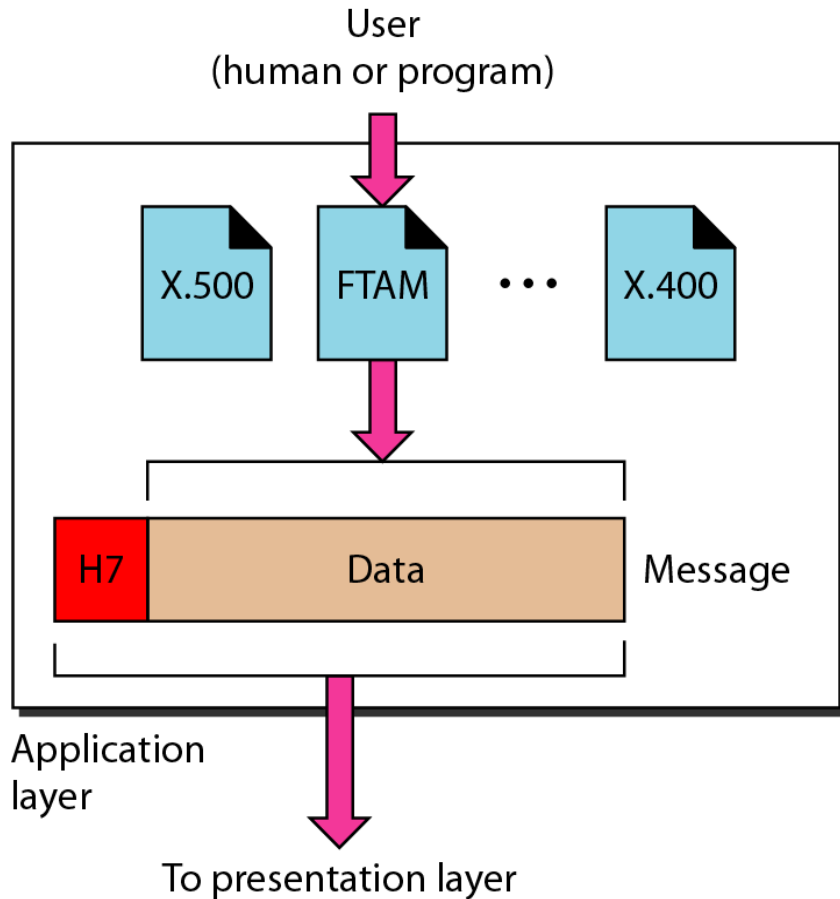 User
(human or program)
X.500
FTAM
...
X.400
H7
Data
Message
Application
layer
To presentation layer